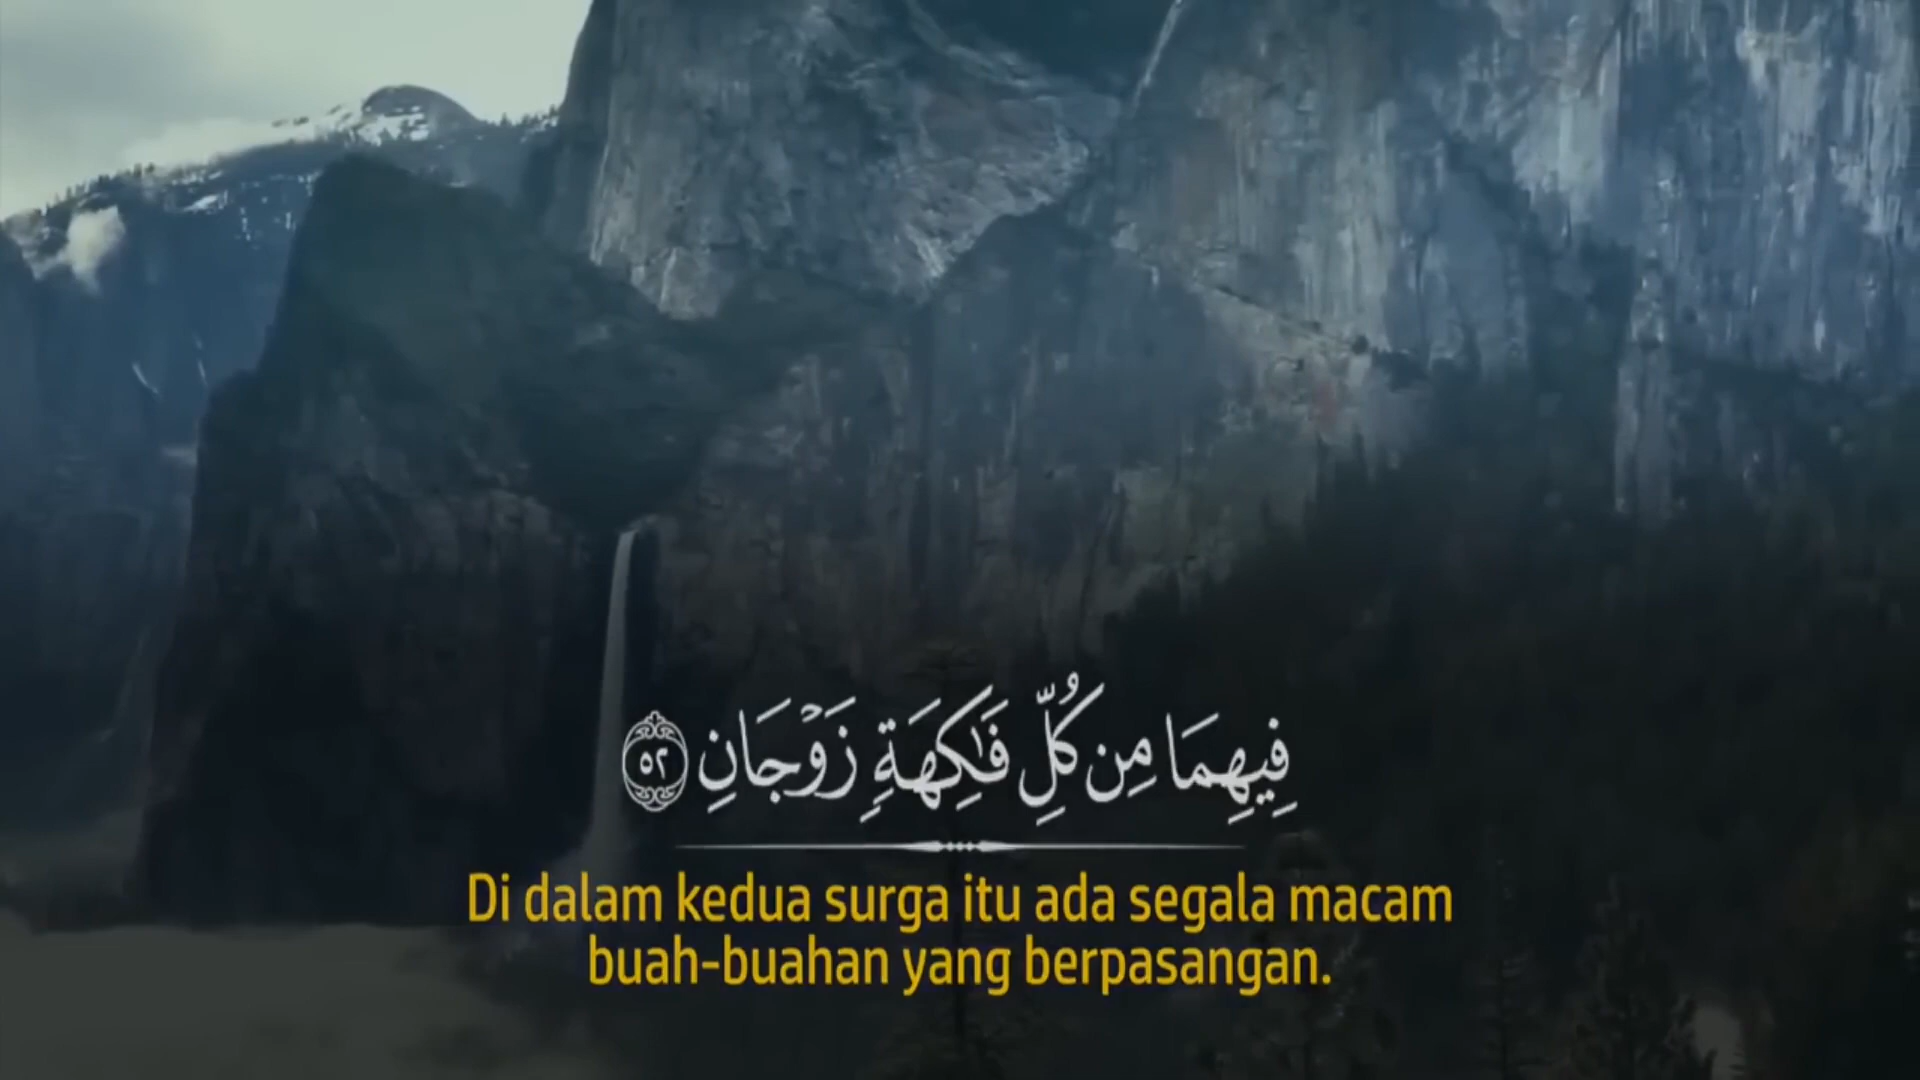 فِيهِمَا مِن كُلِّ فَٰكِهَةٍ زَوْجَانِ ٥٢
Di dalam kedua surga itu ada segala macam
buah-buahan yang berpasangan.